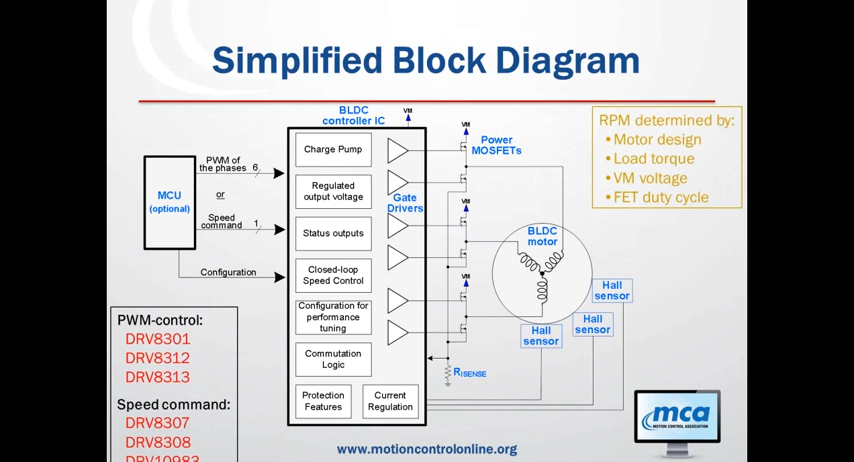 Simplified Block Diagram
BLDC
controller IC
VM
MCU
(optional)
PWM of
the phases 6
or
Speed
command 1
Configuration
Charge Pump
Regulated
output voltage
Status outputs
Closed-loop
Speed Control
Configuration for
performance
tuning
Commutation
Logic
Protection
Features
Current
Regulation
Gate
Drivers
VM
Power
MOSFETs
VM
VM
RISENSE
BLDC
motor
Hall
sensor
Hall
sensor
Hall
sensor
RPM determined by:
• Motor design
• Load torque
• VM voltage
• FET duty cycle
PWM-control:
DRV8301
DRV8312
DRV8313
Speed command:
DRV8307
DRV8308
DRV10983
www.motioncontrolonline.org
mca
MOTION CONTROL ASSOCIATION